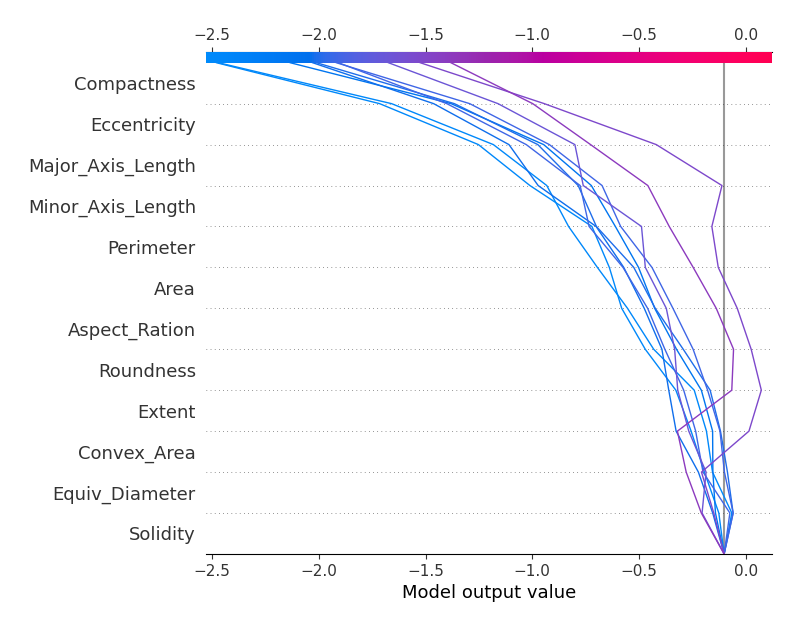 −2.5 −2.0 −1.5 −1.0 −0.5 0.0
Compactness
Eccentricity
Major_Axis_Length
Minor_Axis_Length
Perimeter
Area
Aspect_Ration
Roundness
Extent
Convex_Area
Equiv_Diameter
Solidity
−2.5 −2.0 −1.5 −1.0 −0.5 0.0
Model output value